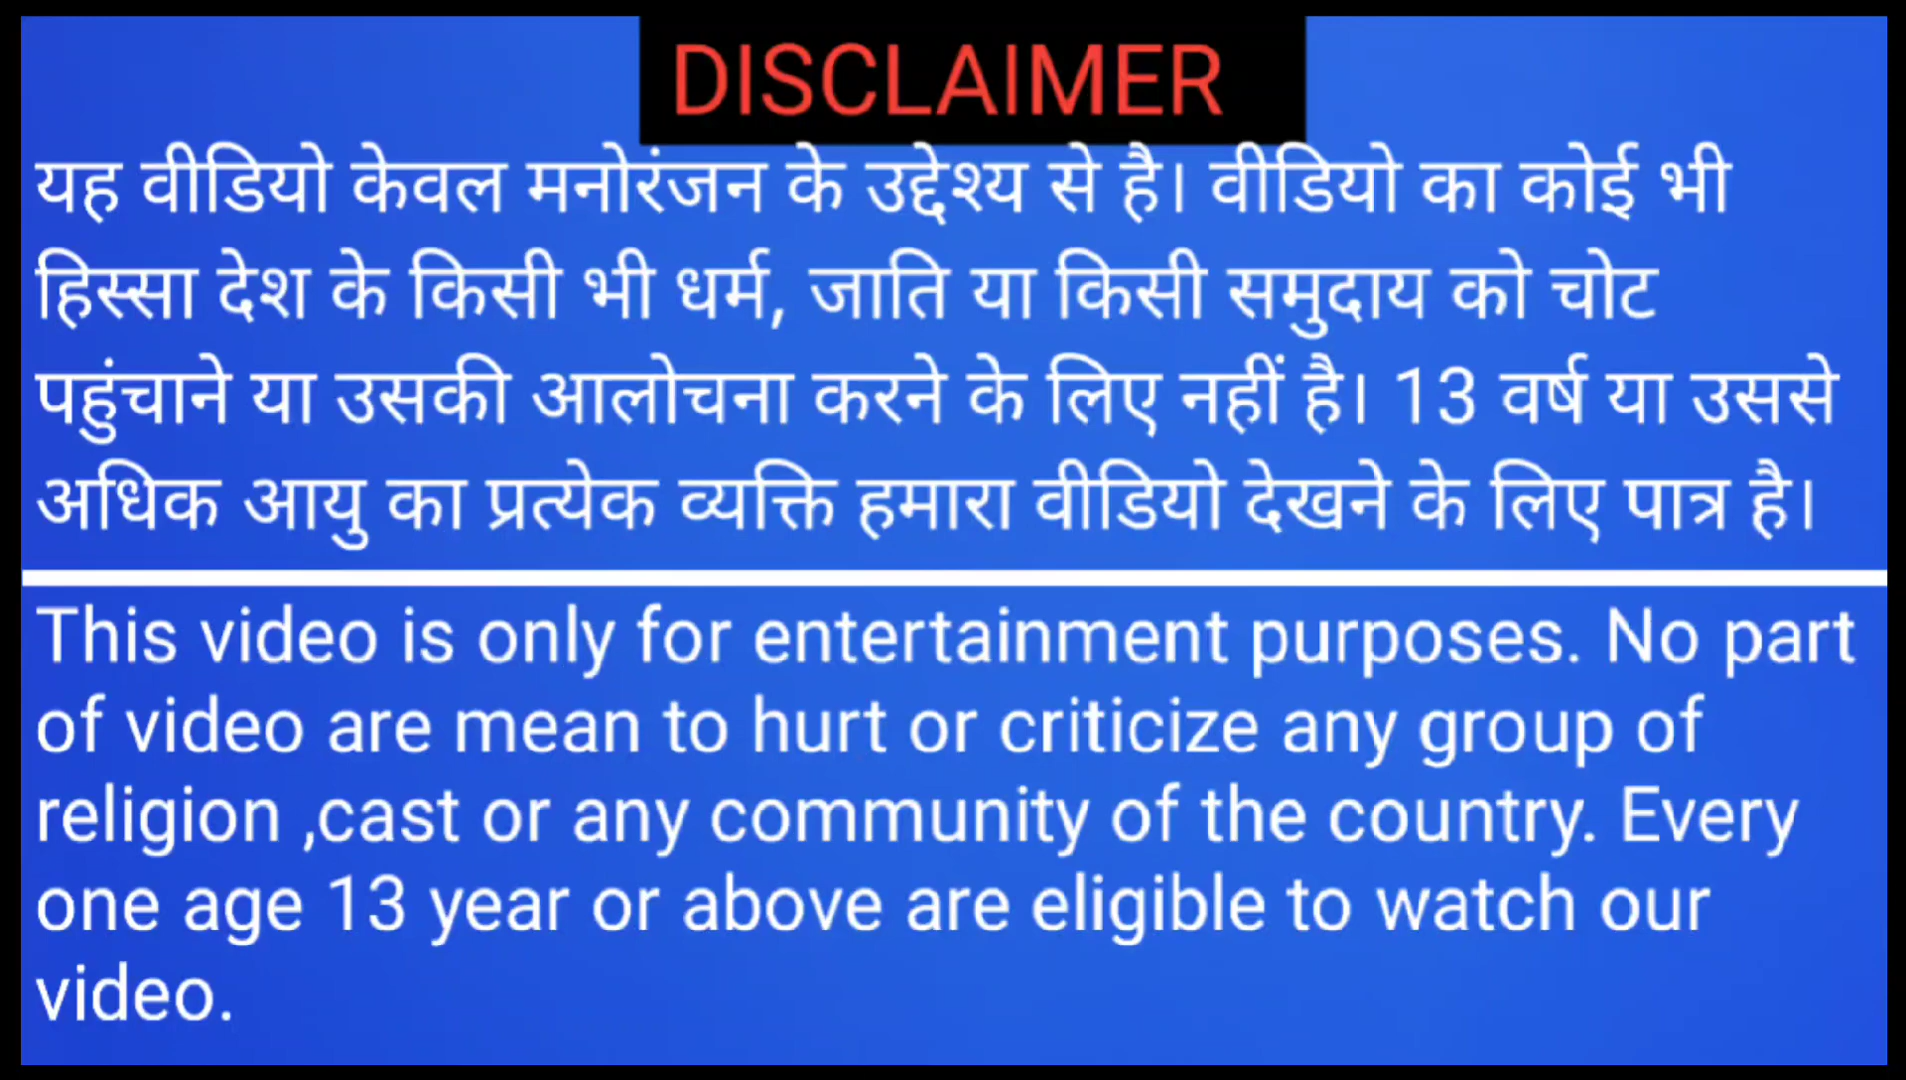 DISCLAIMER
यह वीडियो केवल मनोरंजन के उद्देश्य से है। वीडियो का कोई भी
हिस्सा देश के किसी भी धर्म, जाति या किसी समुदाय को चोट
पहुंचाने या उसकी आलोचना करने के लिए नहीं है। 13 वर्ष या उससे
अधिक आयु का प्रत्येक व्यक्ति हमारा वीडियो देखने के लिए पात्र है।
This video is only for entertainment purposes. No part
of video are mean to hurt or criticize any group of
religion ,cast or any community of the country. Every
one age 13 year or above are eligible to watch our
video.